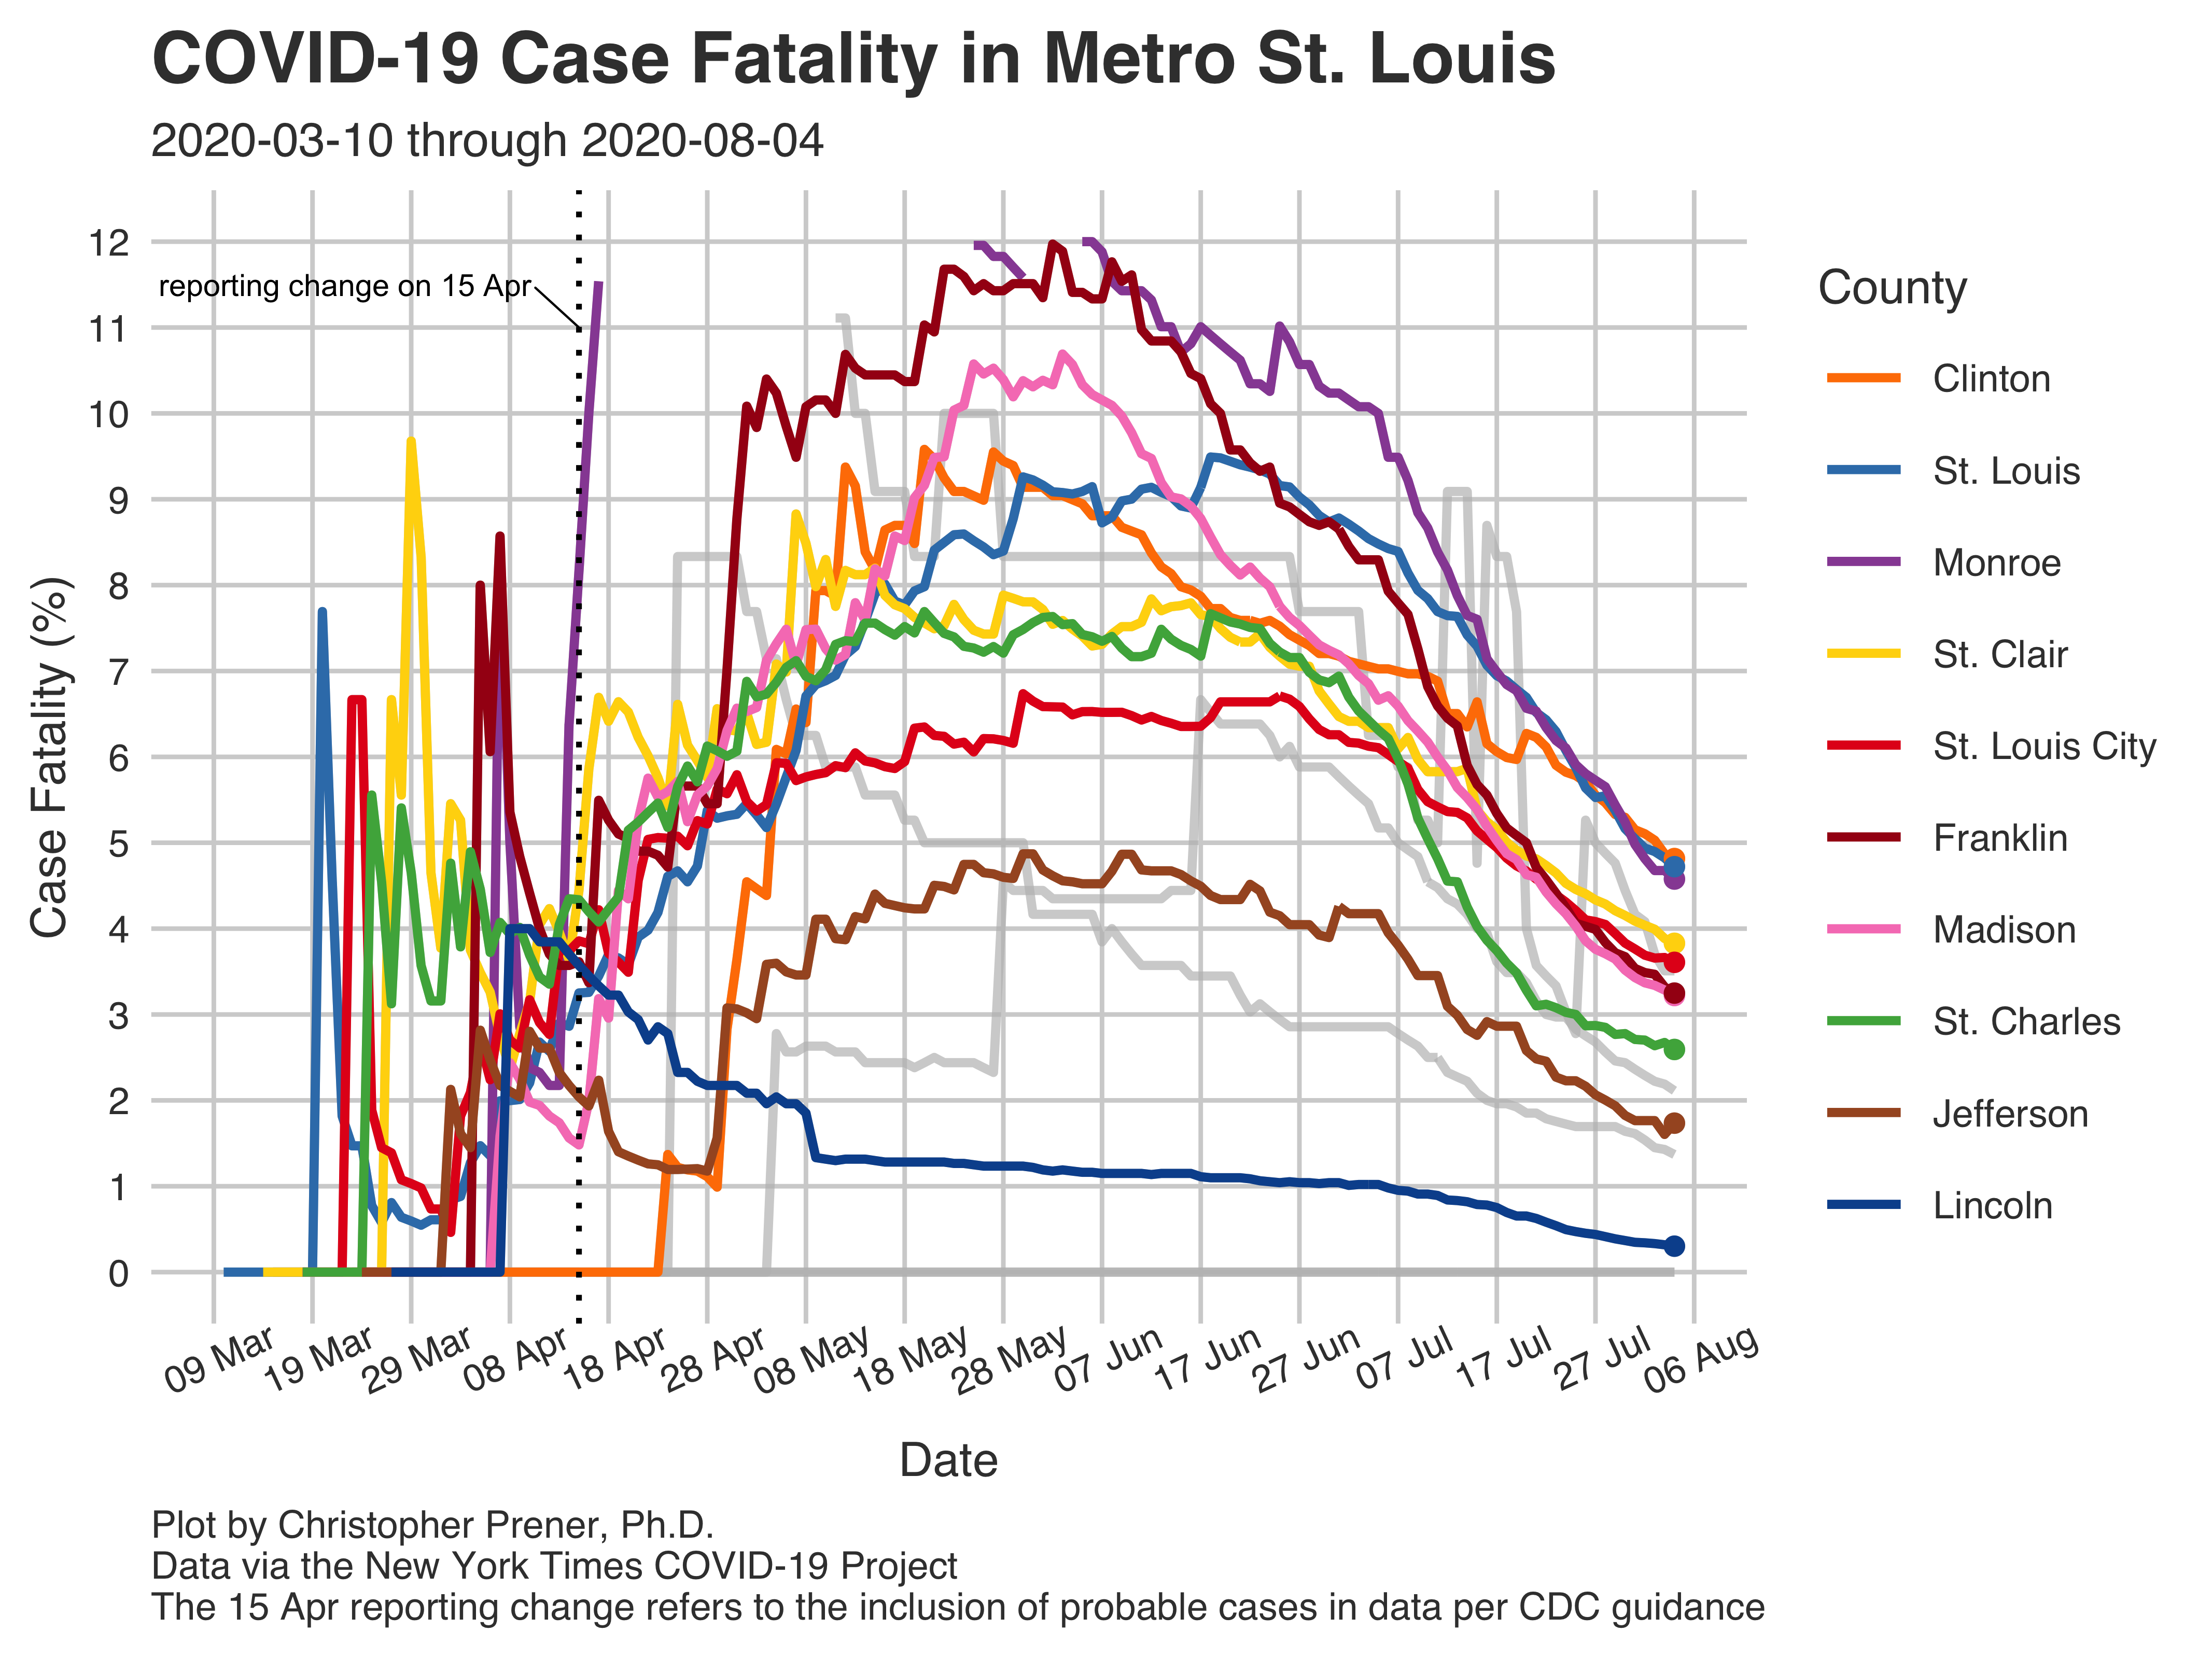 COVID-19 Case Fatality in Metro St. Louis
2020-03-10 through 2020-08-04
Case Fatality (%)
12
11
10
9
8
7
6
5
4
3
2
1
0
reporting change on 15 Apr
09 Mar
19 Mar
29 Mar
08 Apr
18 Apr
28 Apr
08 May
18 May
28 May
07 Jun
17 Jun
27 Jun
07 Jul
17 Jul
27 Jul
06 Aug
Date
County
Clinton
St. Louis
Monroe
St. Clair
St. Louis City
Franklin
Madison
St. Charles
Jefferson
Lincoln
Plot by Christopher Prener, Ph.D.
Data via the New York Times COVID-19 Project
The 15 Apr reporting change refers to the inclusion of probable cases in data per CDC guidance